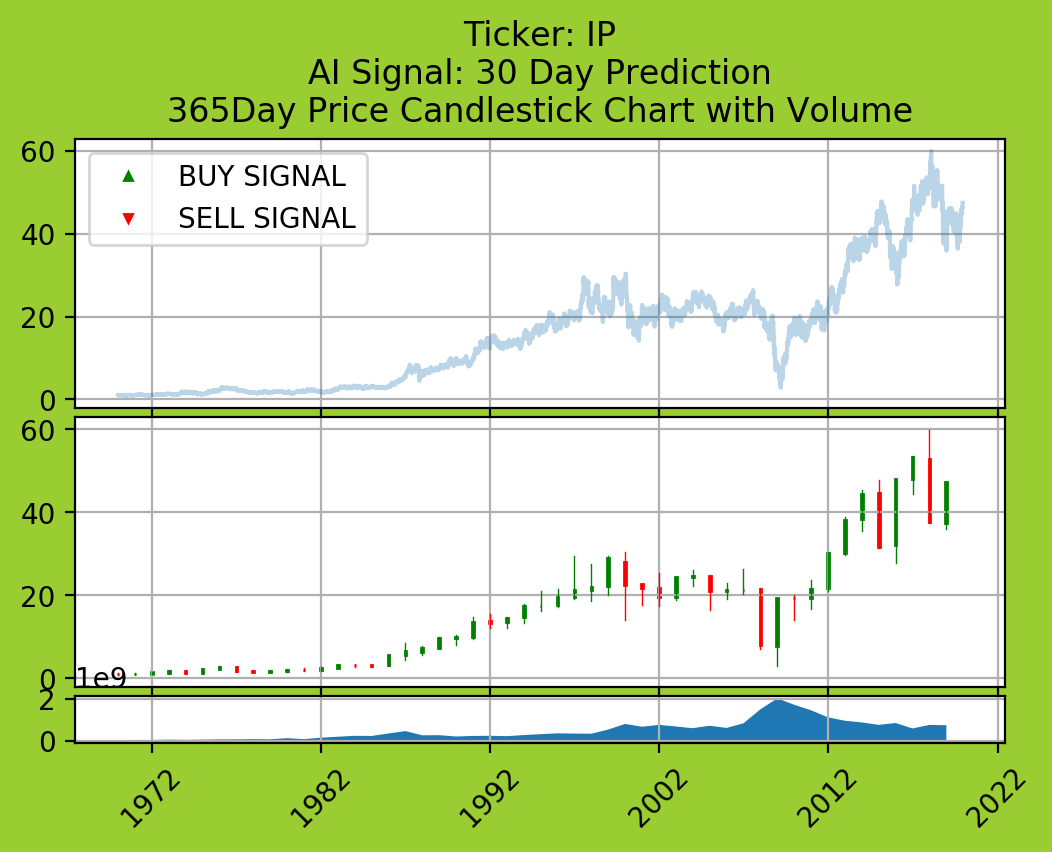 Ticker: IP
AI Signal: 30 Day Prediction
365Day Price Candlestick Chart with Volume
BUY SIGNAL
SELL SIGNAL
60
40
20
0
60
40
20
0
1e9
2
0
1972
1982
1992
2002
2012
2022